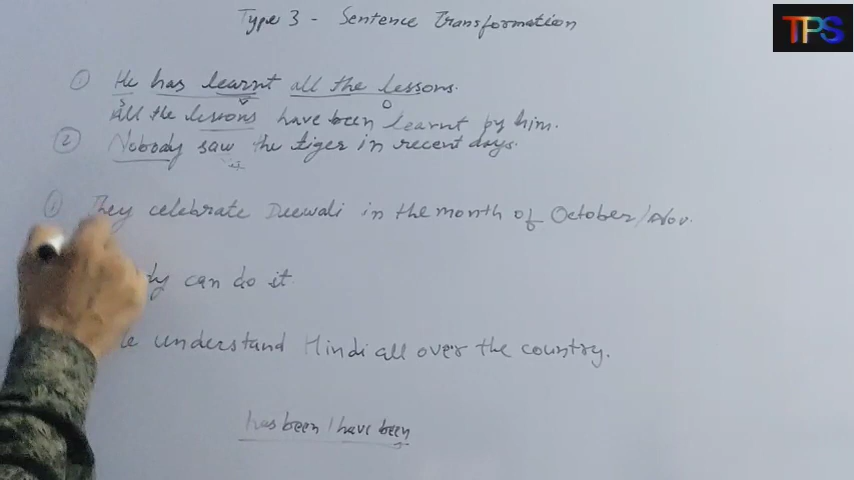 TPS
Type 3 - Sentence Transformation
① He has learnt all the lessons.
S V O
All the lessons have been learnt by him.
② Nobody saw the tiger in recent days.
They celebrate Deewali in the month of October/Nov.
dy can do it.
le understand Hindi all over the country.
has been / have been